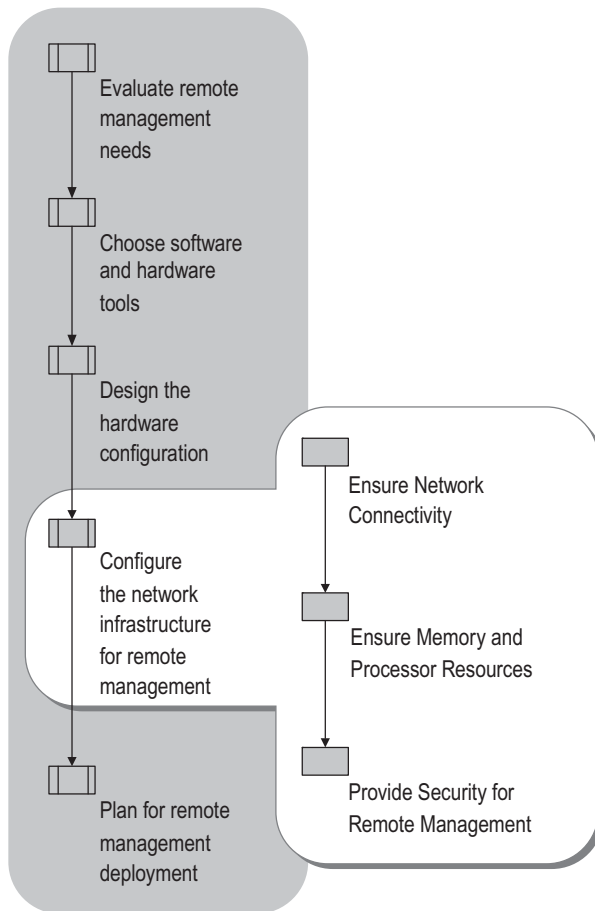 Evaluate remote
management
needs
Choose software
and hardware
tools
Design the
hardware
configuration
Configure
the network
infrastructure
for remote
management
Plan for remote
management
deployment
Ensure Network
Connectivity
Ensure Memory and
Processor Resources
Provide Security for
Remote Management